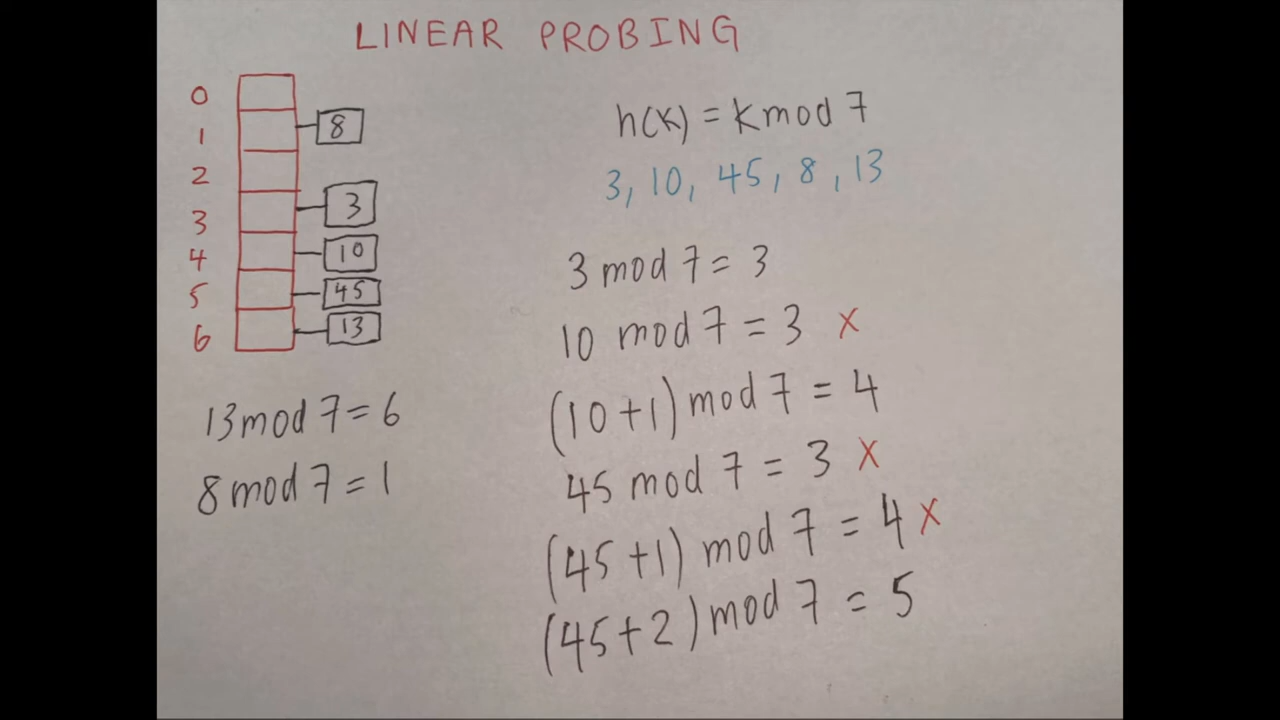 LINEAR PROBING
0
1 8
2
3 3
4 10
5 45
6 13
13 mod 7 = 6
8 mod 7 = 1
h(K) = K mod 7
3, 10, 45, 8, 13
3 mod 7 = 3
10 mod 7 = 3 X
(10+1) mod 7 = 4
45 mod 7 = 3 X
(45+1) mod 7 = 4 X
(45+2) mod 7 = 5